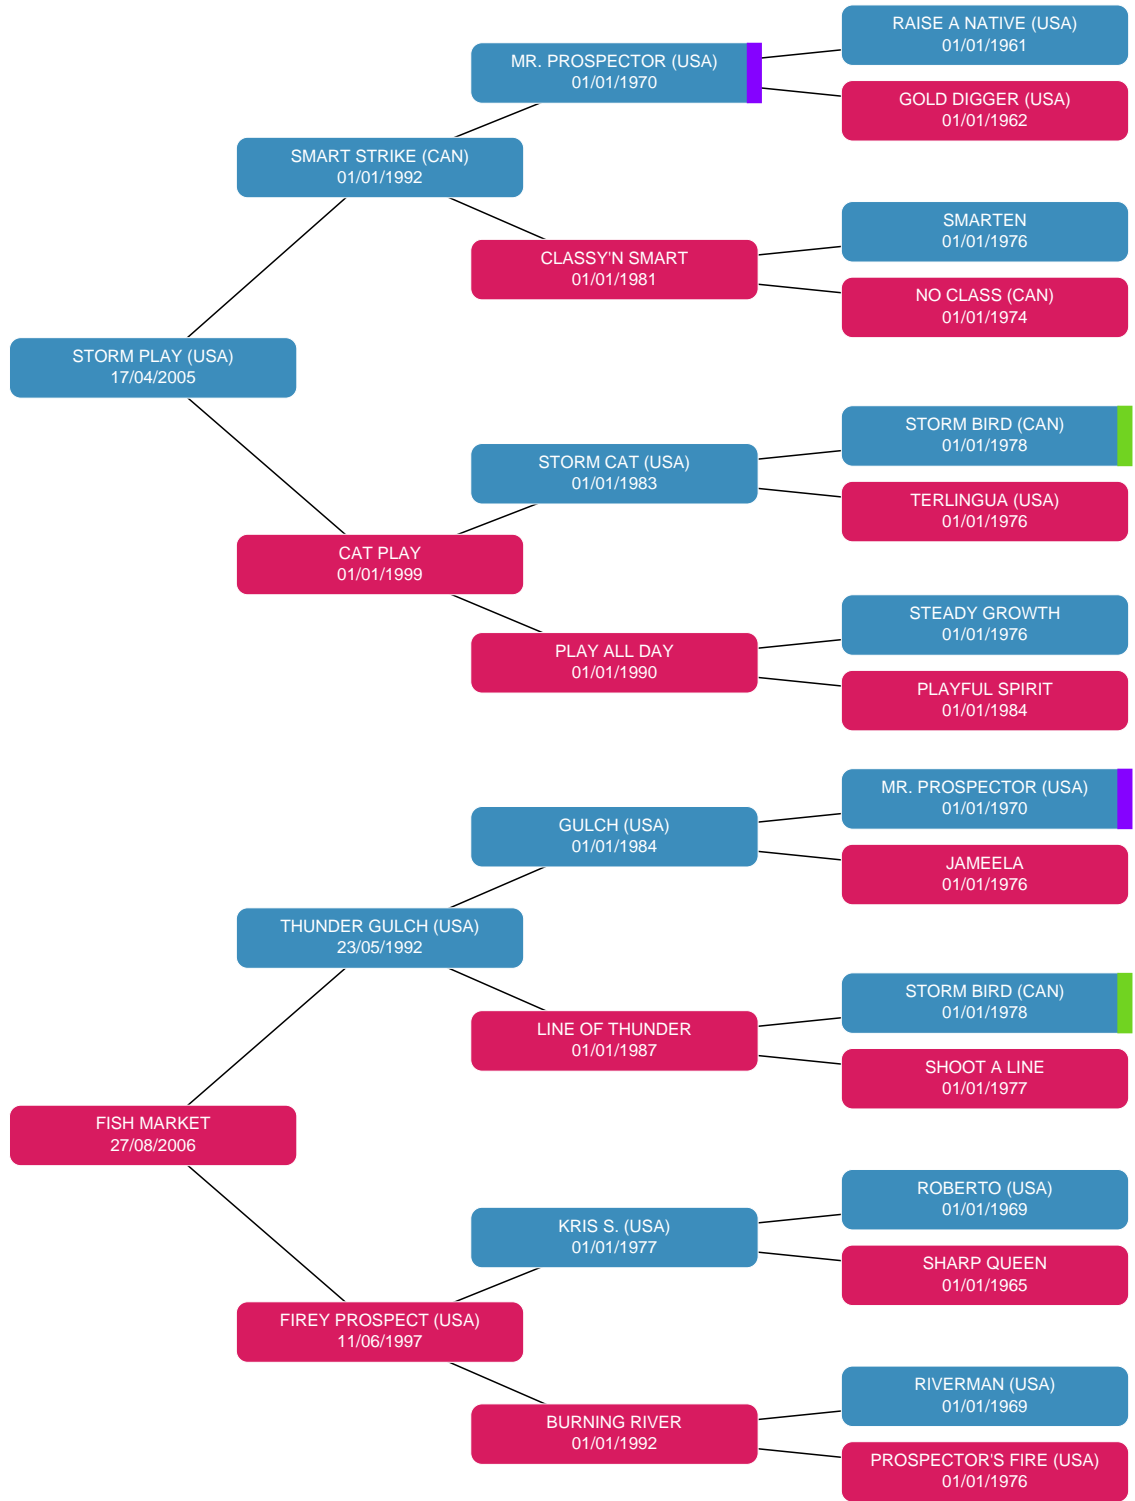 RAISE A NATIVE (USA)
01/01/1961
MR. PROSPECTOR (USA)
01/01/1970
GOLD DIGGER (USA)
01/01/1962
SMART STRIKE (CAN)
01/01/1992
SMARTEN
01/01/1976
CLASSY'N SMART
01/01/1981
NO CLASS (CAN)
01/01/1974
STORM PLAY (USA)
17/04/2005
STORM BIRD (CAN)
01/01/1978
STORM CAT (USA)
01/01/1983
TERLINGUA (USA)
01/01/1976
CAT PLAY
01/01/1999
STEADY GROWTH
01/01/1976
PLAY ALL DAY
01/01/1990
PLAYFUL SPIRIT
01/01/1984
MR. PROSPECTOR (USA)
01/01/1970
GULCH (USA)
01/01/1984
JAMEELA
01/01/1976
THUNDER GULCH (USA)
23/05/1992
STORM BIRD (CAN)
01/01/1978
LINE OF THUNDER
01/01/1987
SHOOT A LINE
01/01/1977
FISH MARKET
27/08/2006
ROBERTO (USA)
01/01/1969
KRIS S. (USA)
01/01/1977
SHARP QUEEN
01/01/1965
FIREY PROSPECT (USA)
11/06/1997
RIVERMAN (USA)
01/01/1969
BURNING RIVER
01/01/1992
PROSPECTOR'S FIRE (USA)
01/01/1976